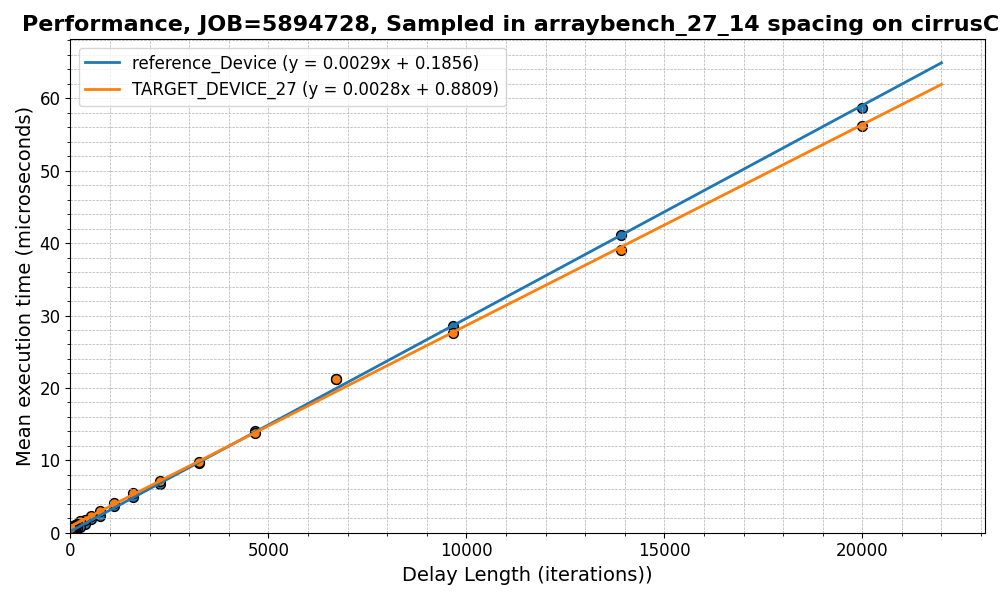 Performance, JOB=5894728, Sampled in arraybench_27_14 spacing on cirrusC
reference_Device (y = 0.0029x + 0.1856)
TARGET_DEVICE_27 (y = 0.0028x + 0.8809)
Mean execution time (microseconds)
60
50
40
30
20
10
0
0 5000 10000 15000 20000
Delay Length (iterations))